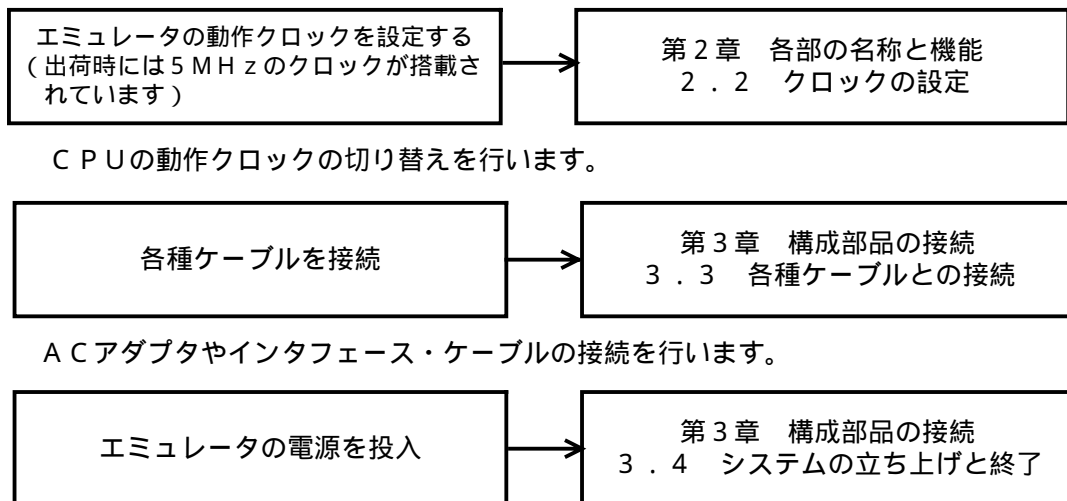 エミュレータの動作クロックを設定する
(出荷時には5MHzのクロックが搭載さ
れています)
第2章 各部の名称と機能
2.2 クロックの設定
CPUの動作クロックの切り替えを行います。
各種ケーブルを接続
第3章 構成部品の接続
3.3 各種ケーブルとの接続
ACアダプタやインタフェース・ケーブルの接続を行います。
エミュレータの電源を投入
第3章 構成部品の接続
3.4 システムの立ち上げと終了